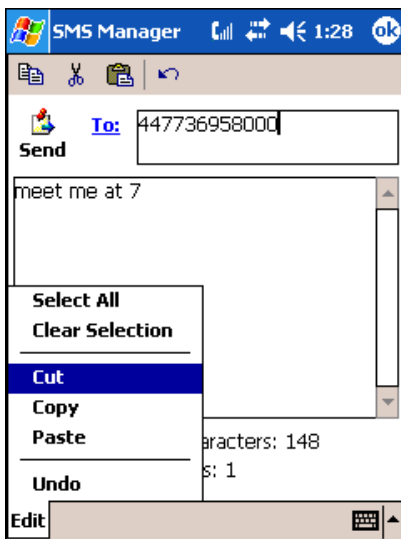 SMS Manager 1:28 ok
To: 447736958000
Send
meet me at 7
Select All
Clear Selection
Cut
Copy
Paste
aracters: 148
Undo
s: 1
Edit